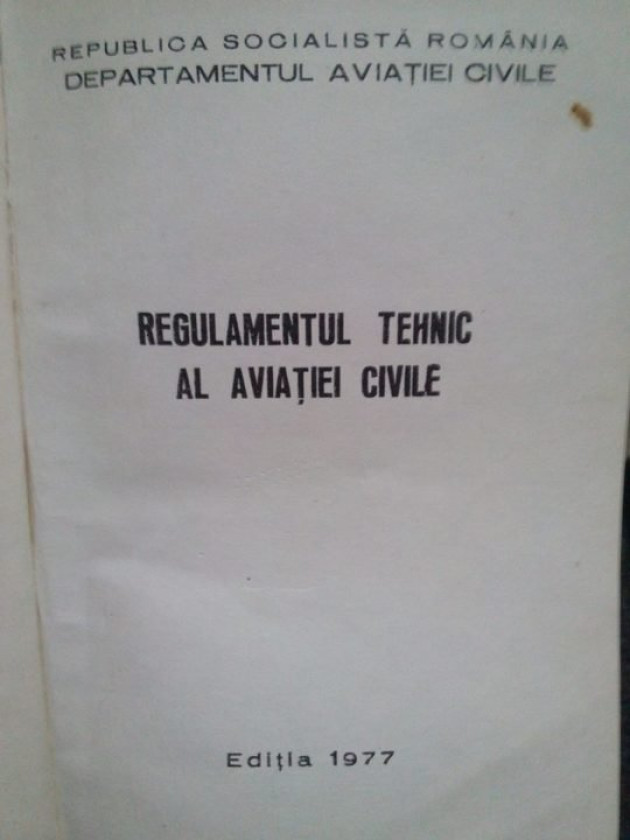 REPUBLICA SOCIALISTĂ ROMÂNIA
DEPARTAMENTUL AVIAȚIEI CIVILE
REGULAMENTUL TEHNIC
AL AVIAȚIEI CIVILE
Ediția 1977